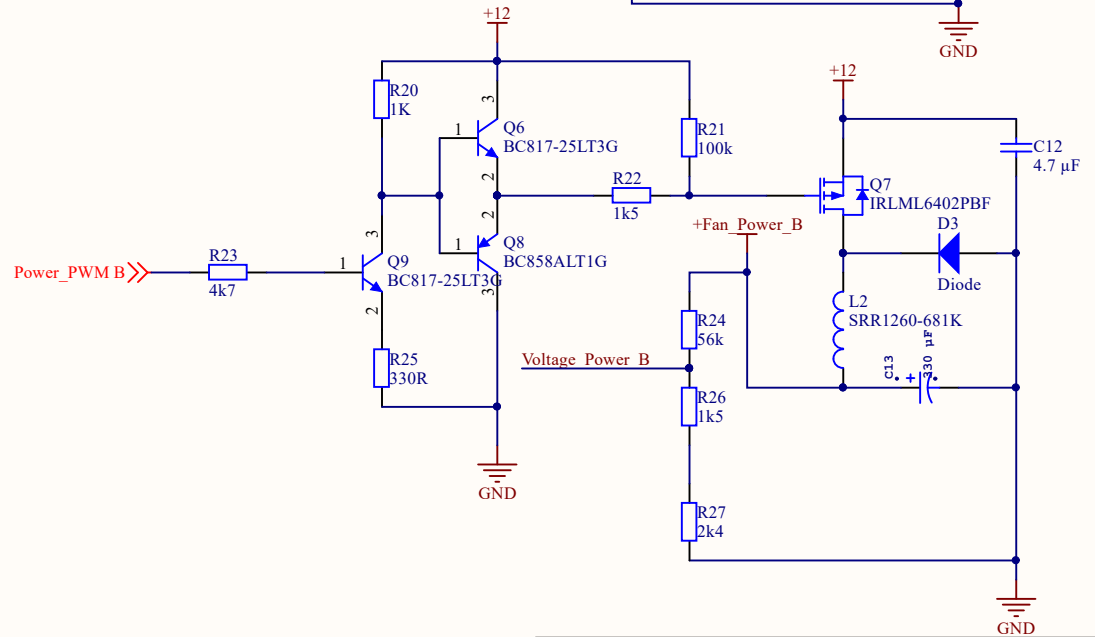 +12
GND
R20
1K
3
1
Q6
BC817-25LT3G
2
R21
100k
+12
C12
4.7 µF
R22
1k5
Q7
IRLML6402PBF
2
1
Q8
BC858ALT1G
3
+Fan_Power_B
D3
Diode
Power_PWM B
R23
4k7
3
1
Q9
BC817-25LT3G
2
R24
56k
L2
SRR1260-681K
Voltage_Power_B
C13
+
330 µF
R25
330R
R26
1k5
GND
R27
2k4
GND